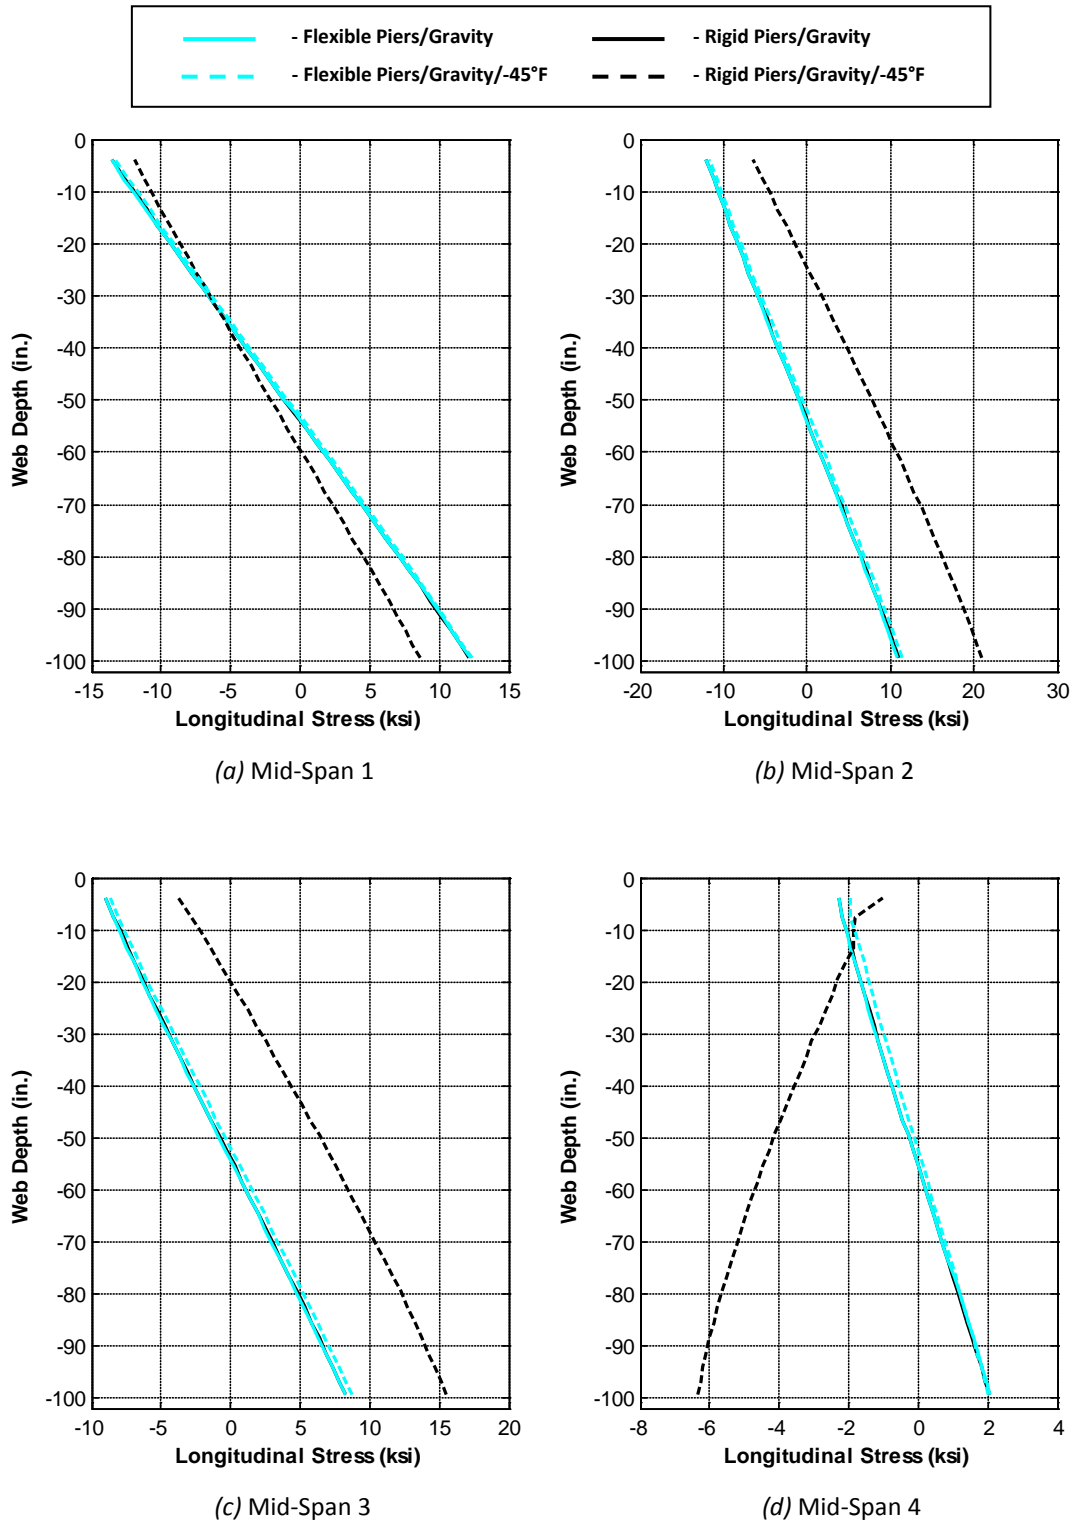 - Flexible Piers/Gravity - Rigid Piers/Gravity
- Flexible Piers/Gravity/-45°F - Rigid Piers/Gravity/-45°F
0
-10
-20
-30
-40
-50
-60
-70
-80
-90
-100
Web Depth (in.)
-15 -10 -5 0 5 10 15
Longitudinal Stress (ksi)
(a) Mid-Span 1
0
-10
-20
-30
-40
-50
-60
-70
-80
-90
-100
Web Depth (in.)
-20 -10 0 10 20 30
Longitudinal Stress (ksi)
(b) Mid-Span 2
0
-10
-20
-30
-40
-50
-60
-70
-80
-90
-100
Web Depth (in.)
-10 -5 0 5 10 15 20
Longitudinal Stress (ksi)
(c) Mid-Span 3
0
-10
-20
-30
-40
-50
-60
-70
-80
-90
-100
Web Depth (in.)
-8 -6 -4 -2 0 2 4
Longitudinal Stress (ksi)
(d) Mid-Span 4